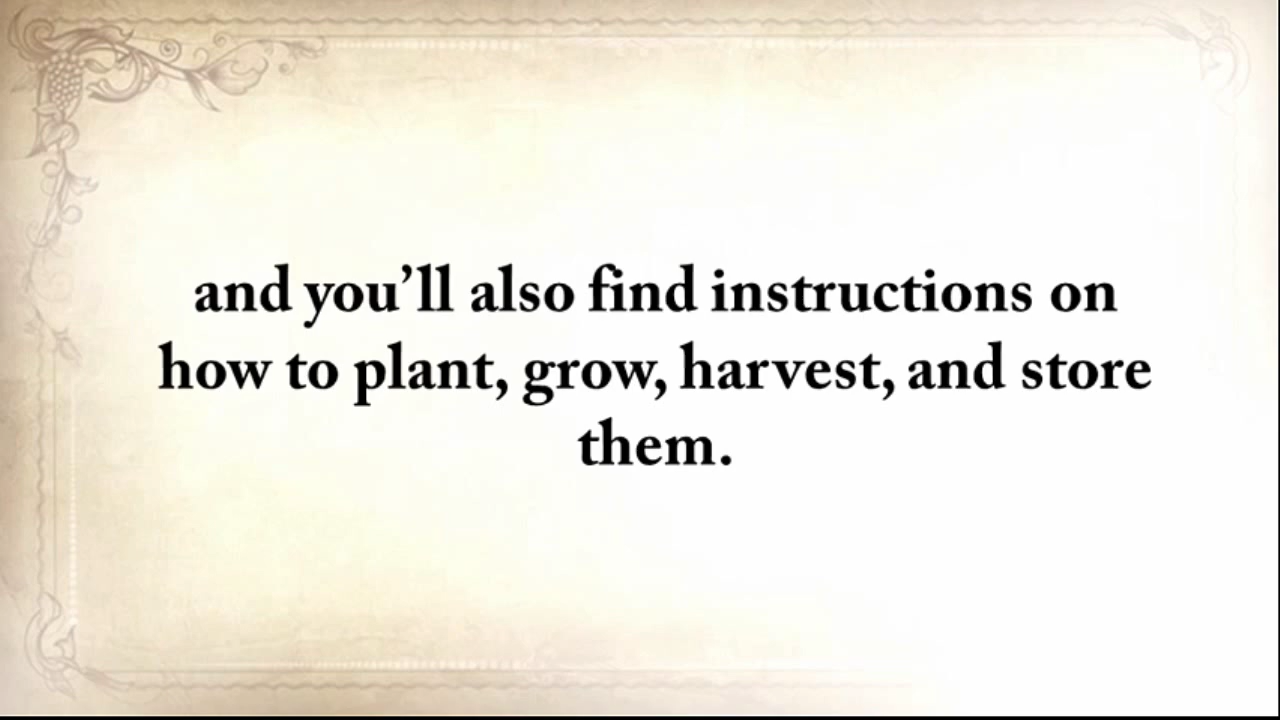 and you’ll also find instructions on
how to plant, grow, harvest, and store
them.